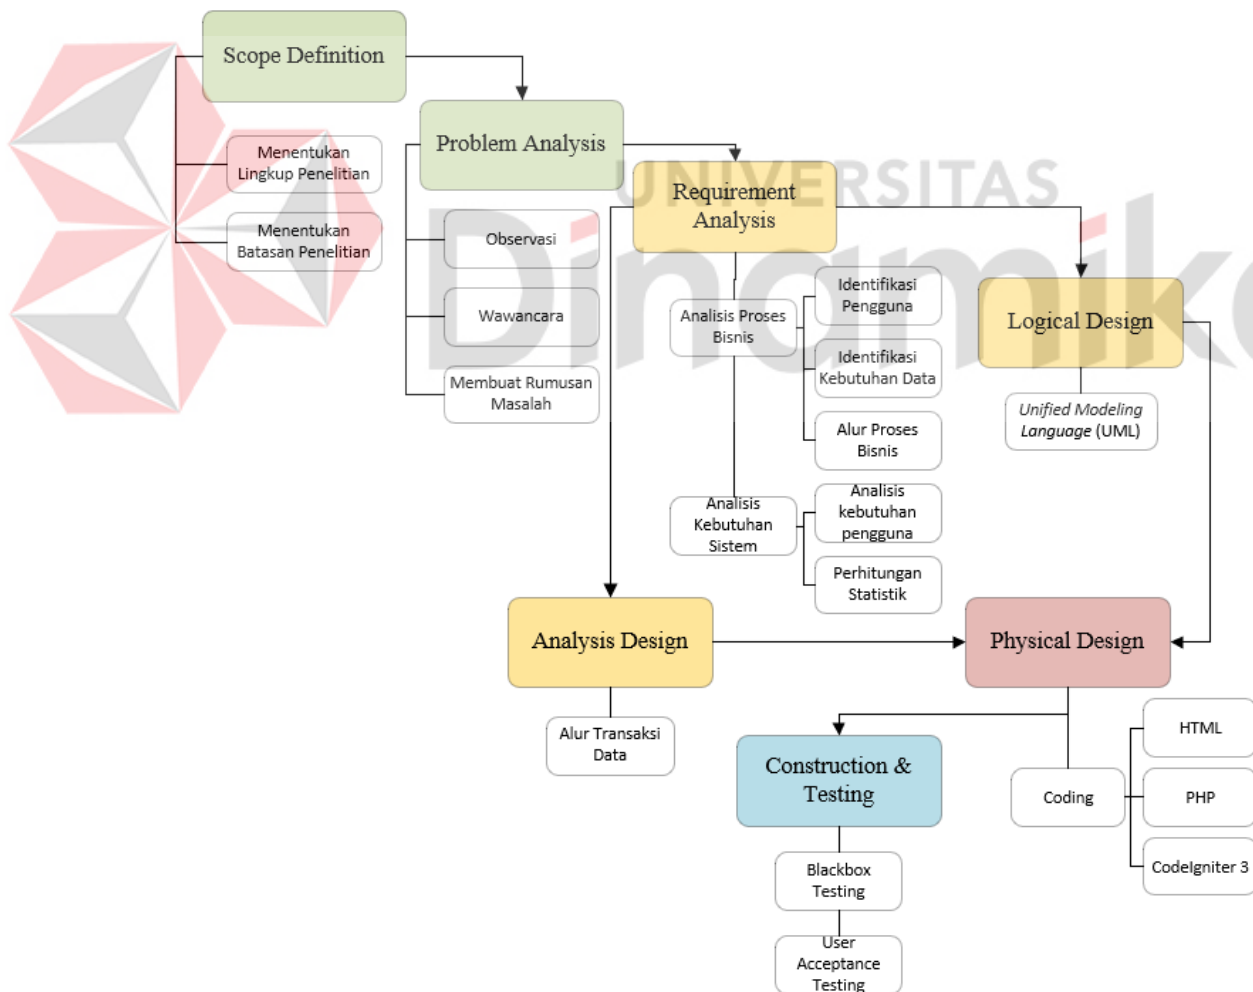 Scope Definition
Menentukan
Lingkup Penelitian
Menentukan
Batasan Penelitian
Problem Analysis
Observasi
Wawancara
Membuat Rumusan
Masalah
UNIVERSITAS
Dinamika
Requirement
Analysis
Analisis Proses
Bisnis
Identifikasi
Pengguna
Identifikasi
Kebutuhan Data
Alur Proses
Bisnis
Analisis
Kebutuhan
Sistem
Analisis
kebutuhan
pengguna
Perhitungan
Statistik
Logical Design
Unified Modeling
Language (UML)
Analysis Design
Alur Transaksi
Data
Physical Design
Coding
HTML
PHP
CodeIgniter 3
Construction &
Testing
Blackbox
Testing
User
Acceptance
Testing